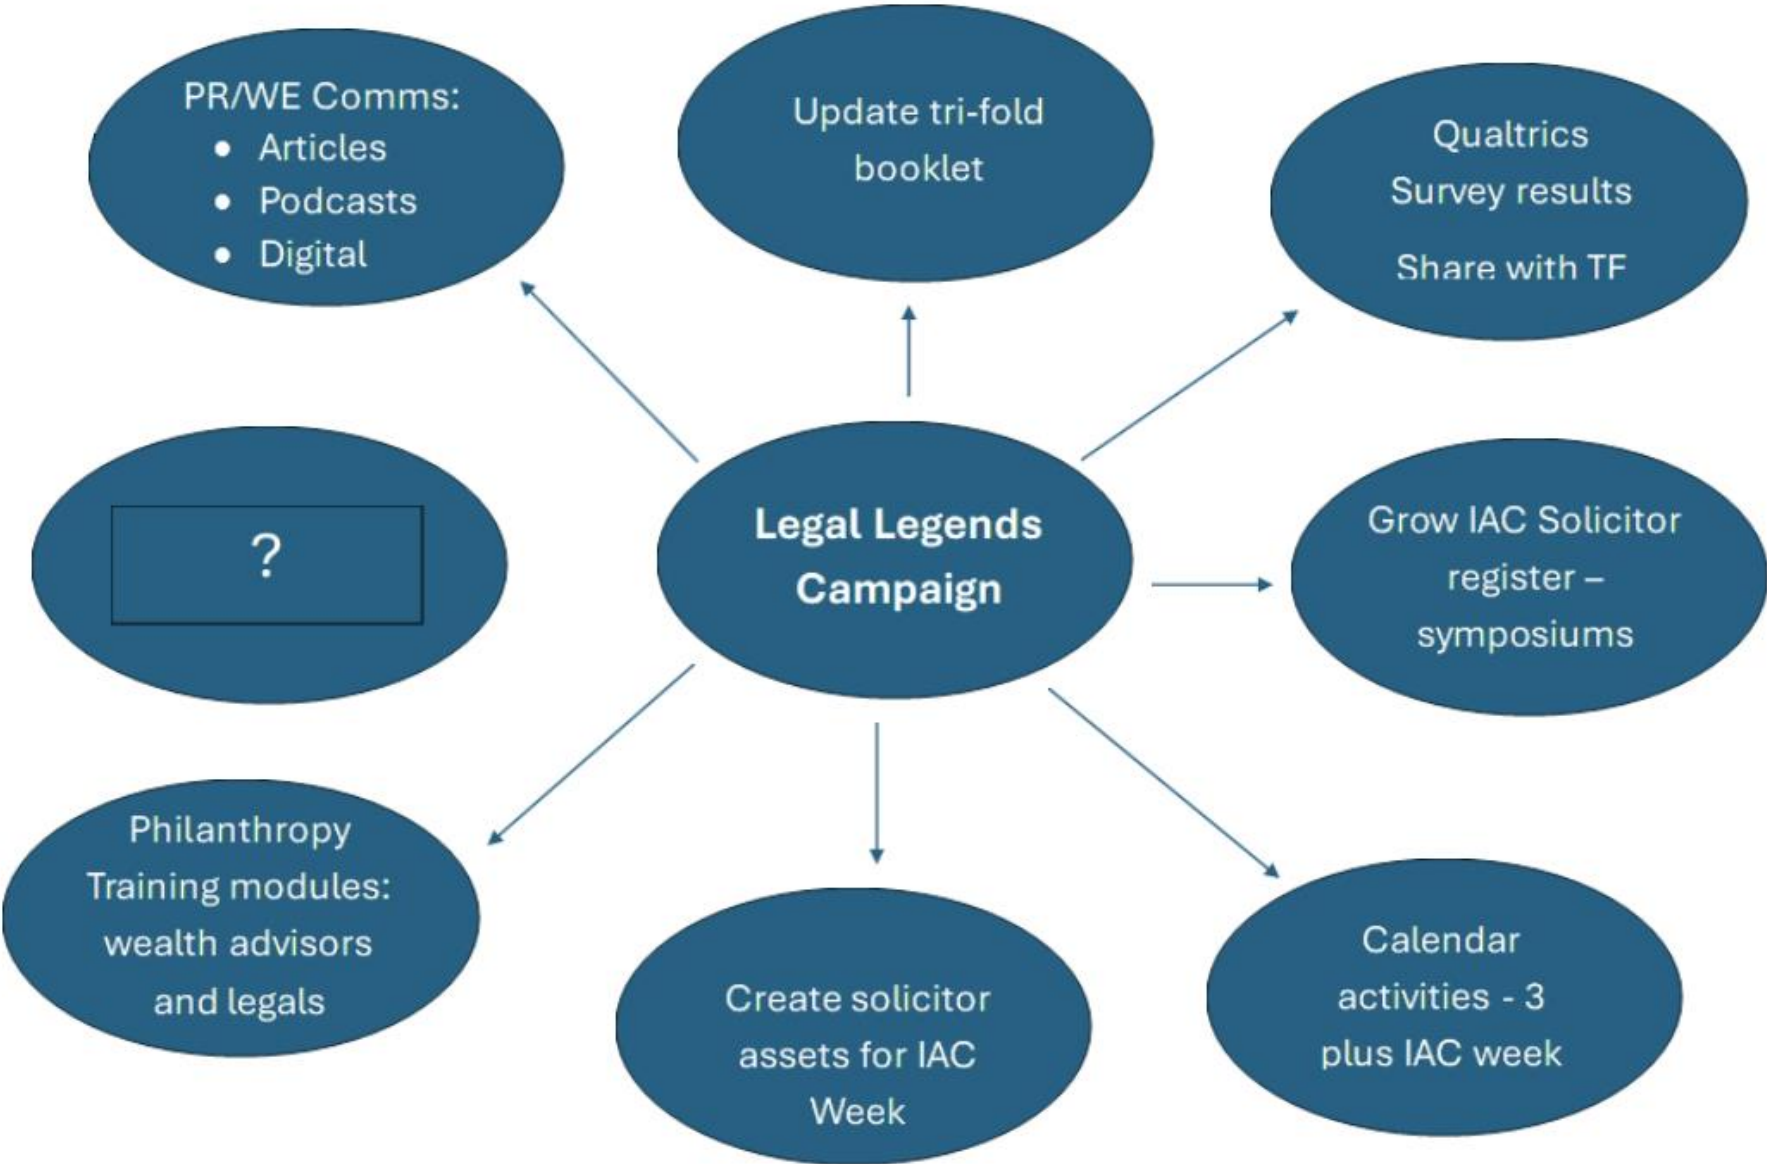 PR/WE Comms:
• Articles
• Podcasts
• Digital
Update tri-fold
booklet
Qualtrics
Survey results
Share with TF
?
Legal Legends
Campaign
Grow IAC Solicitor
register –
symposiums
Philanthropy
Training modules:
wealth advisors
and legals
Create solicitor
assets for IAC
Week
Calendar
activities - 3
plus IAC week